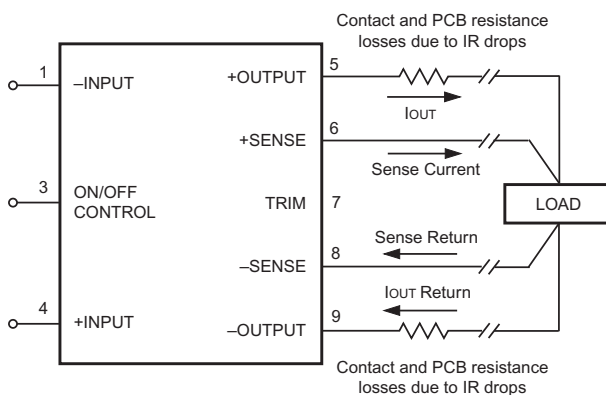 Contact and PCB resistance
losses due to IR drops
1
–INPUT
+OUTPUT
5
IOUT
+SENSE
6
Sense Current
3
ON/OFF
CONTROL
TRIM
7
LOAD
Sense Return
–SENSE
8
IOUT Return
4
+INPUT
–OUTPUT
9
Contact and PCB resistance
losses due to IR drops